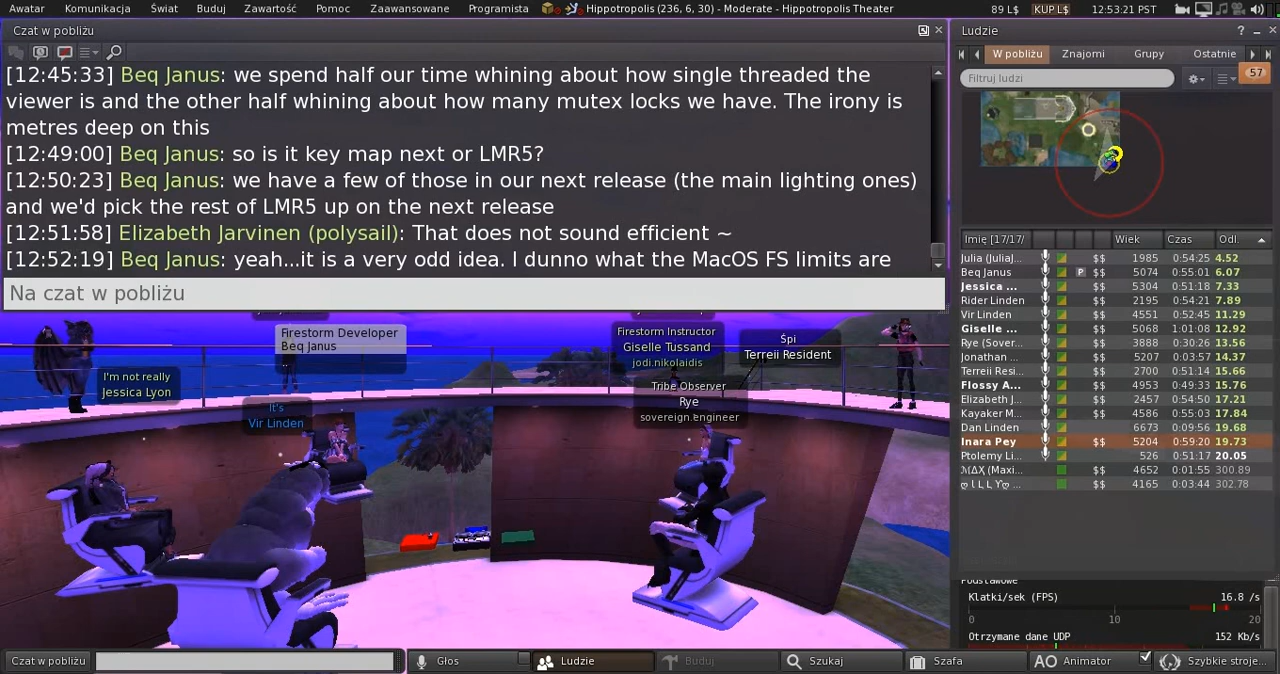 Awatar Komunikacja Świat Buduj Zawartość Pomoc Zaawansowane Programista Hippotropolis (236, 6, 30) - Moderate - Hippotropolis Theater 89 L$ KUP L$ 12:53:21 PST
Czat w pobliżu
[12:45:33] Beq Janus: we spend half our time whining about how single threaded the
viewer is and the other half whining about how many mutex locks we have. The irony is
metres deep on this
[12:49:00] Beq Janus: so is it key map next or LMR5?
[12:50:23] Beq Janus: we have a few of those in our next release (the main lighting ones)
and we'd pick the rest of LMR5 up on the next release
[12:51:58] Elizabeth Jarvinen (polysail): That does not sound efficient ~
[12:52:19] Beq Janus: yeah...it is a very odd idea. I dunno what the MacOS FS limits are
Na czat w pobliżu
Firestorm Developer
Beq Janus
I'm not really
Jessica Lyon
It's
Vir Linden
Firestorm Instructor
Giselle Tussand
jodi.nikolaidis
Śpi
Terreii Resident
Tribe Observer
Rye
sovereign.engineer
Ludzie
W pobliżu Znajomi Grupy Ostatnie
Filtruj ludzi
57
Imię [17/17/ Wiek Czas Odl.
Julia (JuliaJ... $$ 1985 0:54:25 4.52
Beq Janus P $$ 5074 0:55:01 6.07
Jessica ... $$ 5304 0:51:18 7.33
Rider Linden $$ 2195 0:54:21 7.89
Vir Linden $$ 4551 0:52:45 11.29
Giselle ... $$ 5068 1:01:08 12.92
Rye (Sover... $$ 3888 0:30:26 13.56
Jonathan ... $$ 5207 0:03:57 14.37
Terreii Resi... $$ 2700 0:51:14 15.66
Flossy A... $$ 4953 0:49:33 15.76
Elizabeth J... $$ 2457 0:54:50 17.21
Kayaker M... $$ 4586 0:55:03 17.84
Dan Linden 6673 0:09:56 19.68
Inara Pey $$ 5204 0:59:20 19.73
Ptolemy Li... 526 0:51:17 20.05
$$ 4652 0:01:55 300.89
$$ 4165 0:03:44 302.78
Podstawowe
Klatki/sek (FPS) 16.8 /s
0 10 20
Otrzymane dane UDP 152 Kb/s
Czat w pobliżu Głos Ludzie Buduj Szukaj Szafa AO Animator Szybkie stroje...